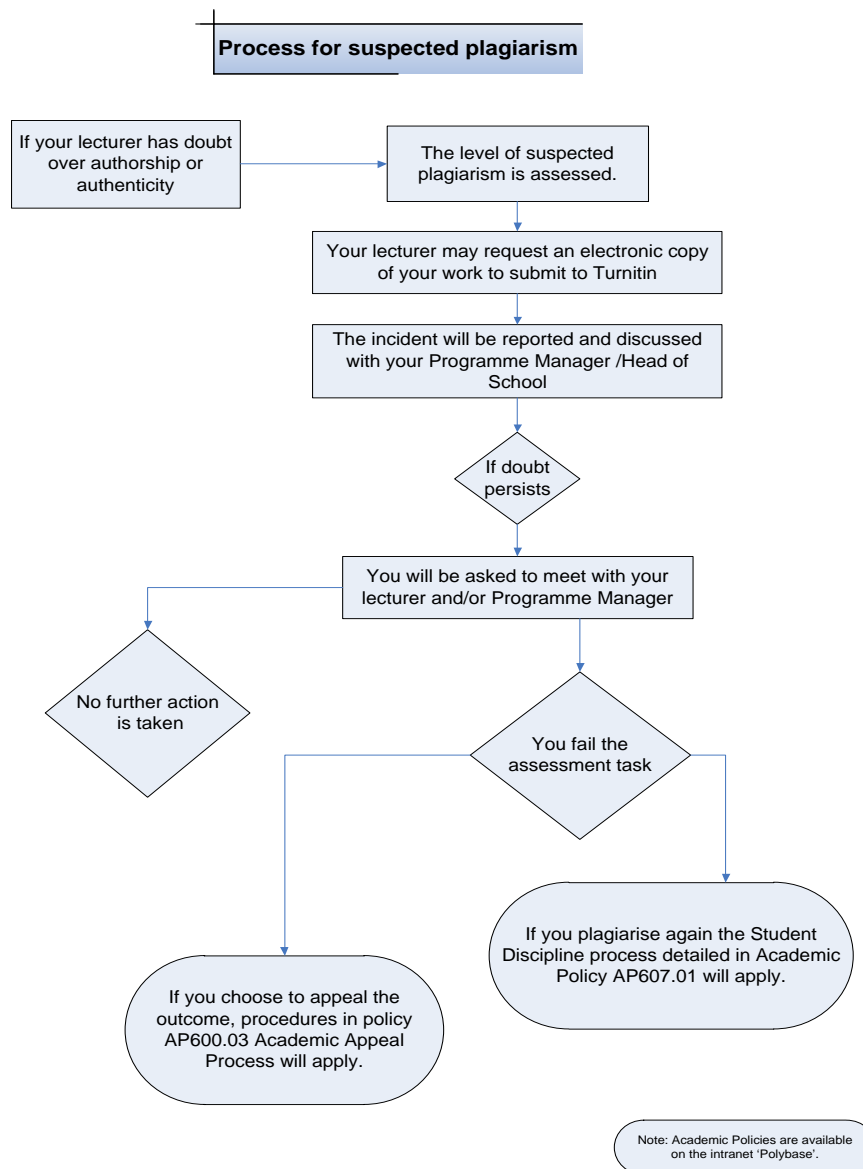 Process for suspected plagiarism
If your lecturer has doubt
over authorship or
authenticity
The level of suspected
plagiarism is assessed.
Your lecturer may request an electronic copy
of your work to submit to Turnitin
The incident will be reported and discussed
with your Programme Manager /Head of
School
If doubt
persists
You will be asked to meet with your
lecturer and/or Programme Manager
No further action
is taken
You fail the
assessment task
If you plagiarise again the Student
Discipline process detailed in Academic
Policy AP607.01 will apply.
If you choose to appeal the
outcome, procedures in policy
AP600.03 Academic Appeal
Process will apply.
Note: Academic Policies are available
on the intranet ‘Polybase’.